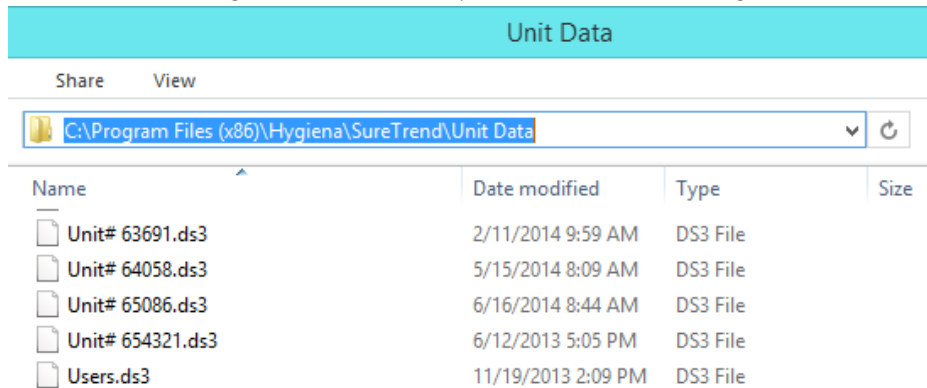 Unit Data
Share View
C:\Program Files (x86)\Hygiena\SureTrend\Unit Data
Name Date modified Type Size
Unit# 63691.ds3 2/11/2014 9:59 AM DS3 File
Unit# 64058.ds3 5/15/2014 8:09 AM DS3 File
Unit# 65086.ds3 6/16/2014 8:44 AM DS3 File
Unit# 654321.ds3 6/12/2013 5:05 PM DS3 File
Users.ds3 11/19/2013 2:09 PM DS3 File